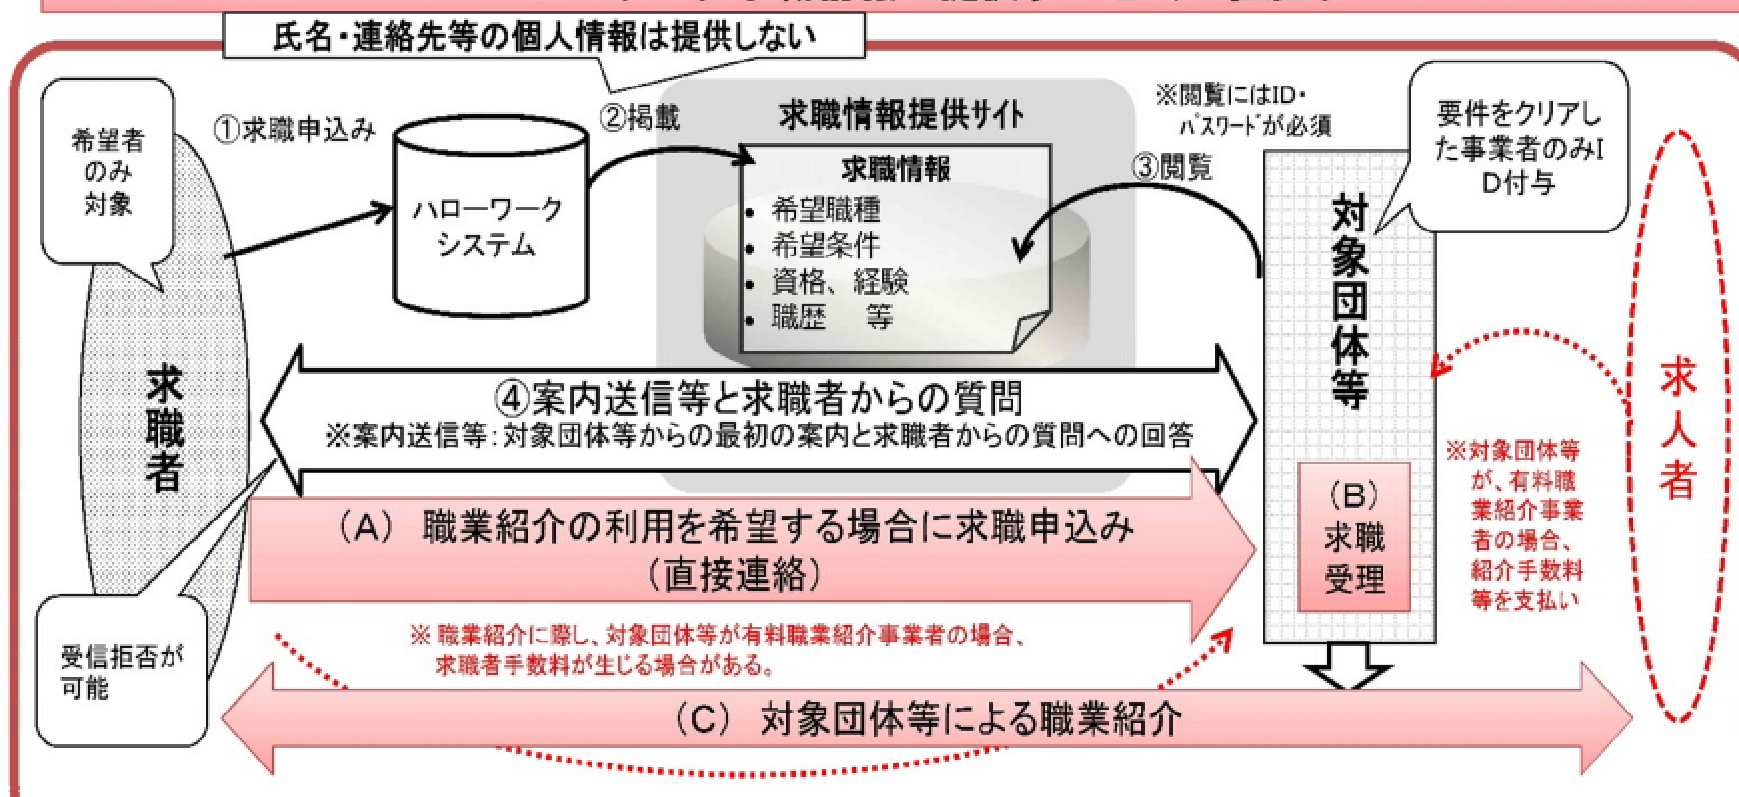 氏名・連絡先等の個人情報は提供しない
希望者
のみ
対象
①求職申込み
ハローワーク
システム
②掲載
求職情報提供サイト
求職情報
• 希望職種
• 希望条件
• 資格、経験
• 職歴　等
※閲覧にはID・
ﾊﾟｽﾜｰﾄﾞが必須
③閲覧
要件をクリアし
た事業者のみI
D付与
対象団体等
求職者
求人者
④案内送信等と求職者からの質問
※案内送信等：対象団体等からの最初の案内と求職者からの質問への回答
（A）　職業紹介の利用を希望する場合に求職申込み
（直接連絡）
（B）
求職
受理
※対象団体等
が、有料職
業紹介事業
者の場合、
紹介手数料
等を支払い
※ 職業紹介に際し、対象団体等が有料職業紹介事業者の場合、
求職者手数料が生じる場合がある。
受信拒否が
可能
（C）　対象団体等による職業紹介